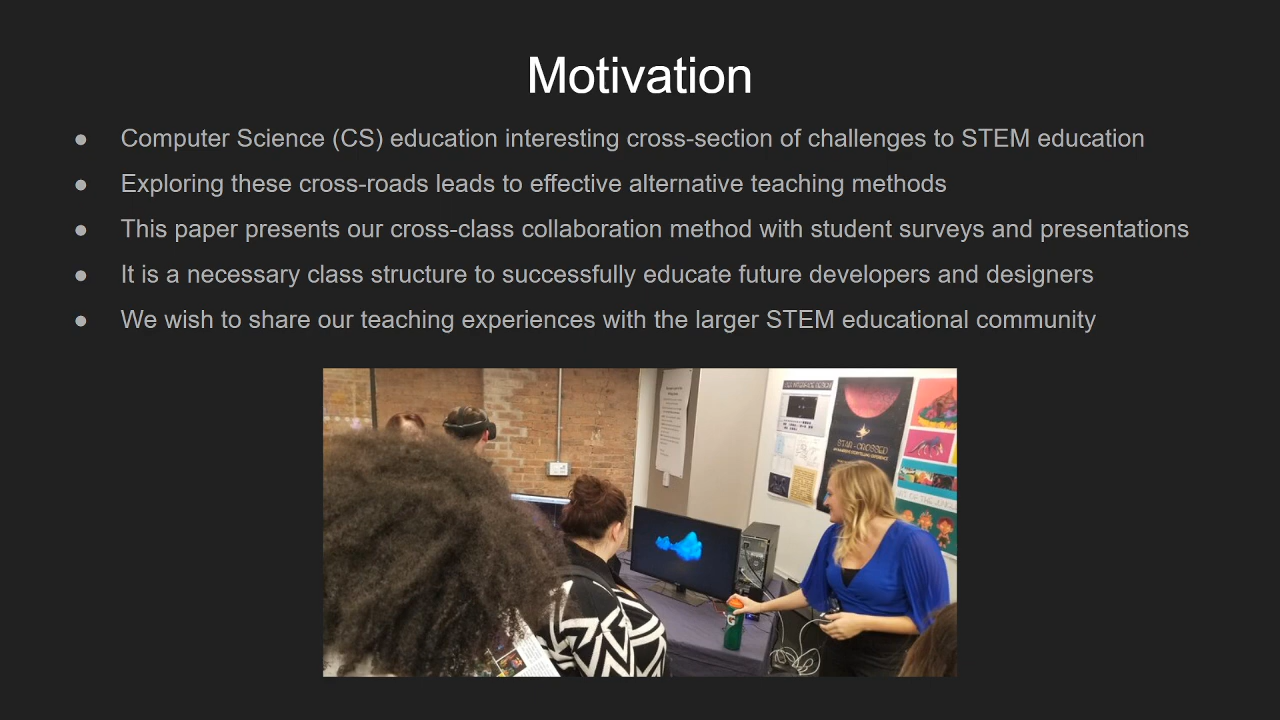 Motivation
● Computer Science (CS) education interesting cross-section of challenges to STEM education
● Exploring these cross-roads leads to effective alternative teaching methods
● This paper presents our cross-class collaboration method with student surveys and presentations
● It is a necessary class structure to successfully educate future developers and designers
● We wish to share our teaching experiences with the larger STEM educational community
STAR-CROSSED
G